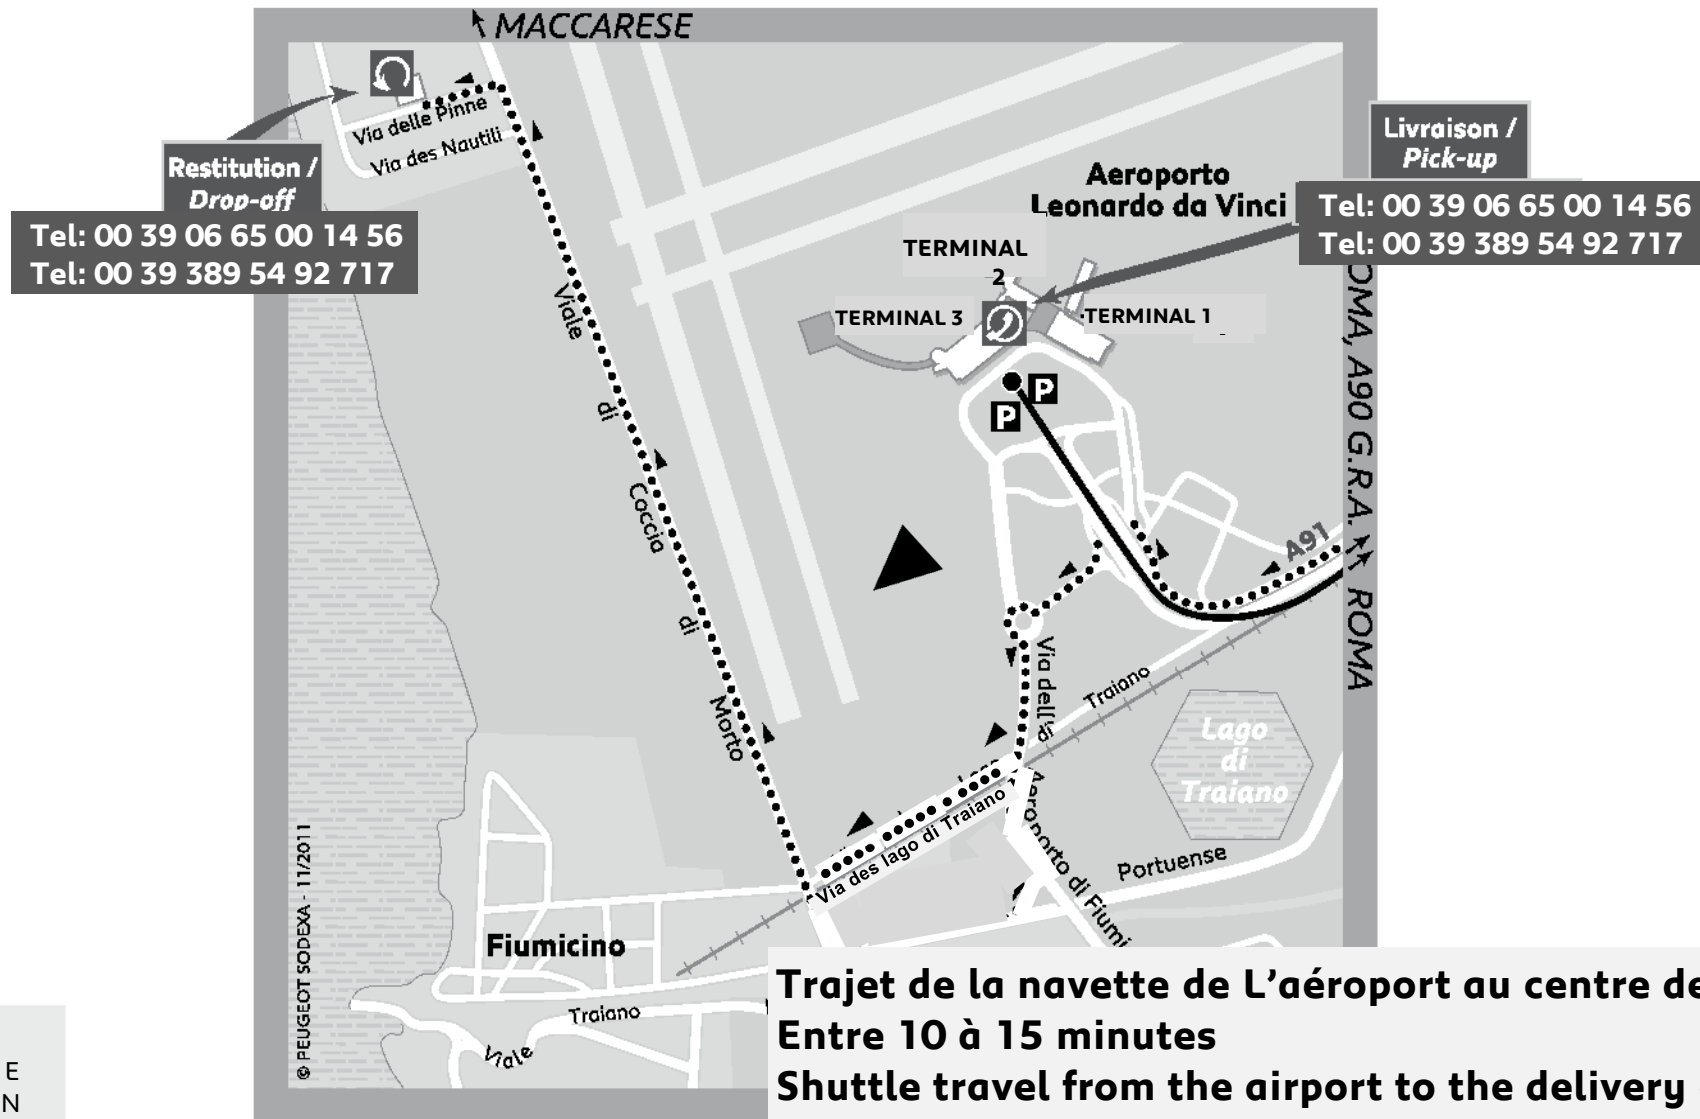 MACCARESE
Via delle Pinne
Via des Nautili
Restitution /
Drop-off
Tel: 00 39 06 65 00 14 56
Tel: 00 39 389 54 92 717
Livraison /
Pick-up
Tel: 00 39 06 65 00 14 56
Tel: 00 39 389 54 92 717
Aeroporto
Leonardo da Vinci
TERMINAL
2
TERMINAL 3
TERMINAL 1
P
P
Viale
di
Coccia
di
Morto
A91
OMA, A90 G.R.A.
ROMA
Via dell'
di
Traiano
Lago
di
Traiano
Via des lago di Traiano
Aeroporto di Fiumi
Portuense
Fiumicino
Traiano
Viale
© PEUGEOT SODEXA - 11/2011
Trajet de la navette de L'aéroport au centre de
Entre 10 à 15 minutes
Shuttle travel from the airport to the delivery
E
N